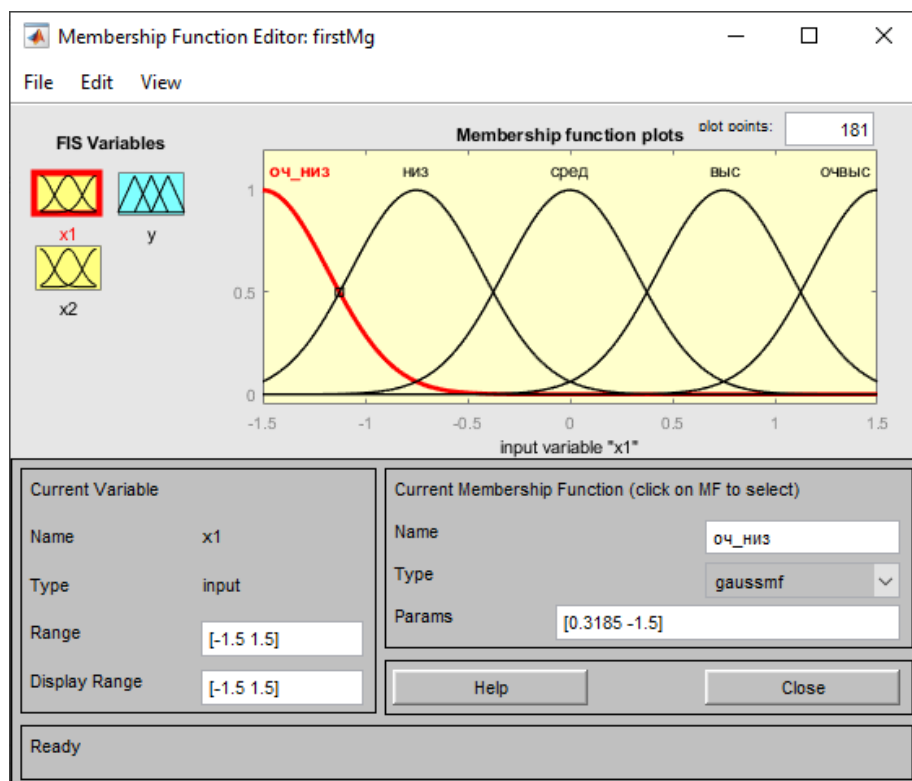 Membership Function Editor: firstMg
File Edit View
FIS Variables
x1
y
x2
Membership function plots
plot points:
181
оч_низ
низ
сред
выс
очвыс
1
0.5
0
-1.5 -1 -0.5 0 0.5 1 1.5
input variable "x1"
Current Variable
Name x1
Type input
Range [-1.5 1.5]
Display Range [-1.5 1.5]
Current Membership Function (click on MF to select)
Name оч_низ
Type gaussmf
Params [0.3185 -1.5]
Help
Close
Ready